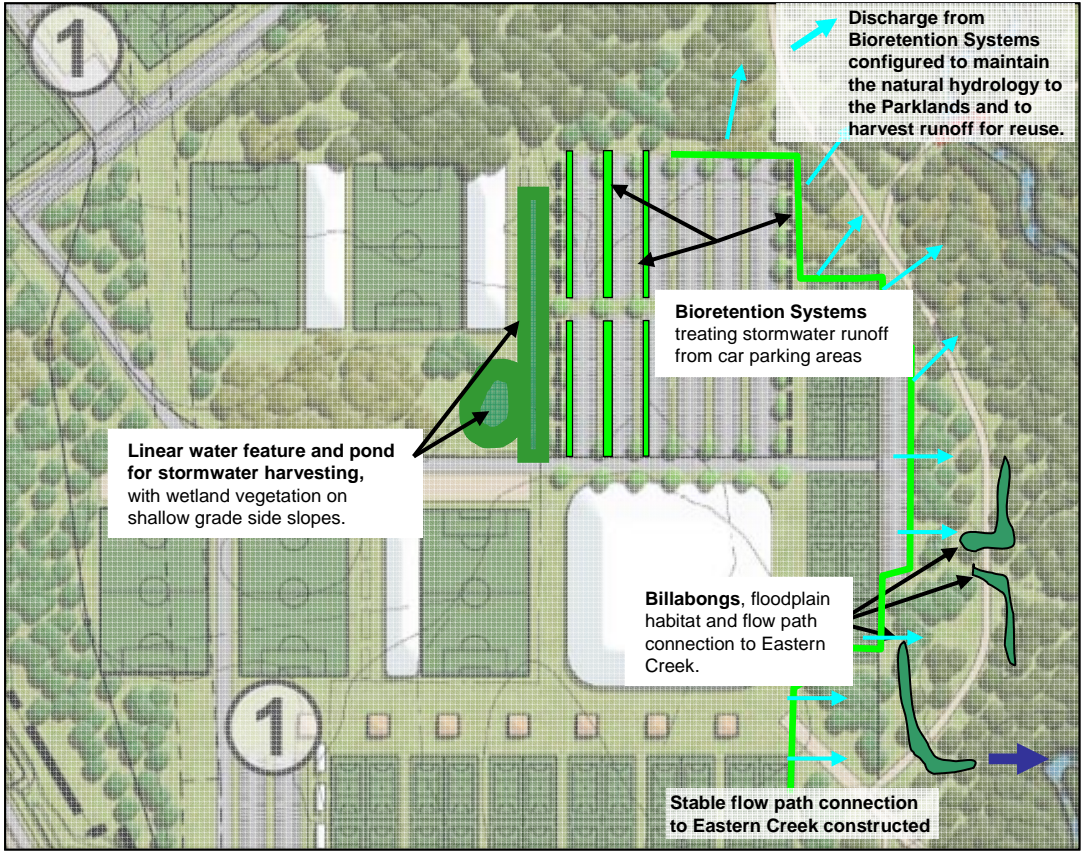 1
Discharge from
Bioretention Systems
configured to maintain
the natural hydrology to
the Parklands and to
harvest runoff for reuse.
Bioretention Systems
treating stormwater runoff
from car parking areas
Linear water feature and pond
for stormwater harvesting,
with wetland vegetation on
shallow grade side slopes.
Billabongs, floodplain
habitat and flow path
connection to Eastern
Creek.
1
Stable flow path connection
to Eastern Creek constructed